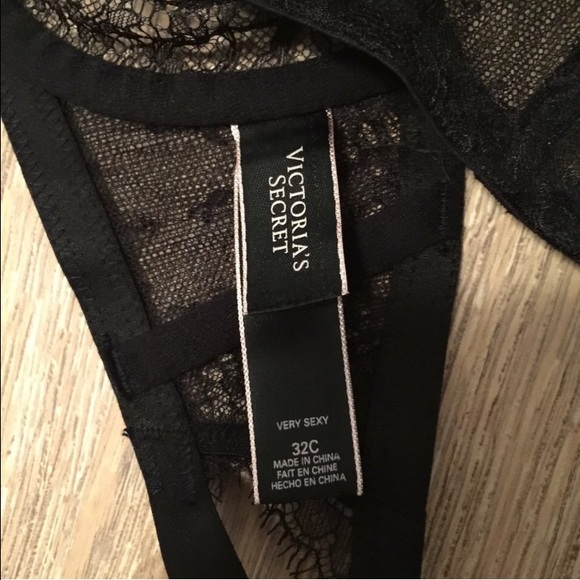 VICTORIA'S
SECRET
VERY SEXY
32C
MADE IN CHINA
FAIT EN CHINE
HECHO EN CHINA